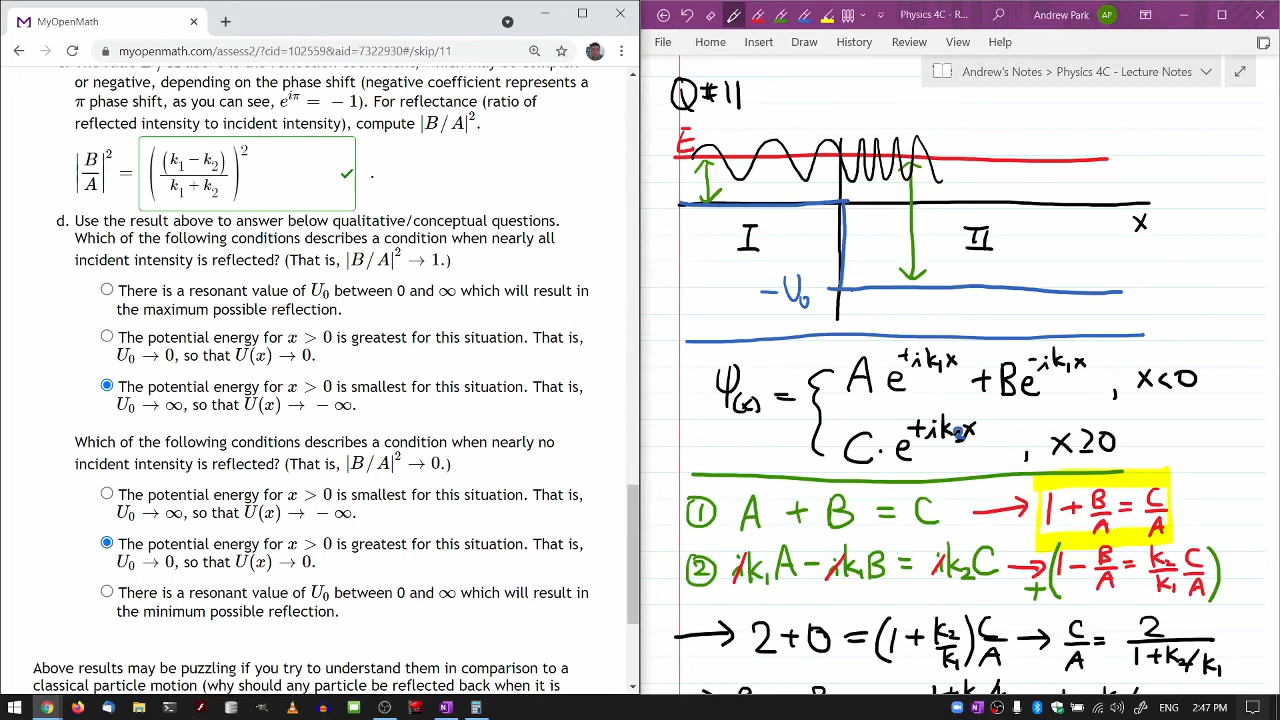 MyOpenMath
myopenmath.com/assess2/?cid=102559&aid=7322930#/skip/11
or negative, depending on the phase shift (negative coefficient represents a
π phase shift, as you can see, e^{iπ} = −1). For reflectance (ratio of
reflected intensity to incident intensity), compute |B/A|².
|B/A|² = ((k₁ − k₂)/(k₁ + k₂))² .
d. Use the result above to answer below qualitative/conceptual questions.
Which of the following conditions describes a condition when nearly all
incident intensity is reflected? (That is, |B/A|² → 1.)
There is a resonant value of U₀ between 0 and ∞ which will result in
the maximum possible reflection.
The potential energy for x > 0 is greatest for this situation. That is,
U₀ → 0, so that U(x) → 0.
The potential energy for x > 0 is smallest for this situation. That is,
U₀ → ∞, so that U(x) → −∞.
Which of the following conditions describes a condition when nearly no
incident intensity is reflected? (That is, |B/A|² → 0.)
The potential energy for x > 0 is smallest for this situation. That is,
U₀ → ∞, so that U(x) → −∞.
The potential energy for x > 0 is greatest for this situation. That is,
U₀ → 0, so that U(x) → 0.
There is a resonant value of U₀ between 0 and ∞ which will result in
the minimum possible reflection.
Above results may be puzzling if you try to understand them in comparison to a
classical particle motion (why should any particle be reflected back when it is
Physics 4C - R...
Andrew Park
AP
File Home Insert Draw History Review View Help
Andrew's Notes > Physics 4C - Lecture Notes
Q#11
E
I
II
x
−U₀
ψ(x) = { A e^{+ik₁x} + B e^{−ik₁x} , x<0
C · e^{+ik₂x} , x≥0
① A + B = C → 1 + B/A = C/A
② ik₁A − ik₁B = ik₂C → +(1 − B/A = k₂/k₁ C/A)
→ 2+0 = (1 + k₂/k₁) C/A → C/A = 2/(1+k₂/k₁)
ENG
2:47 PM